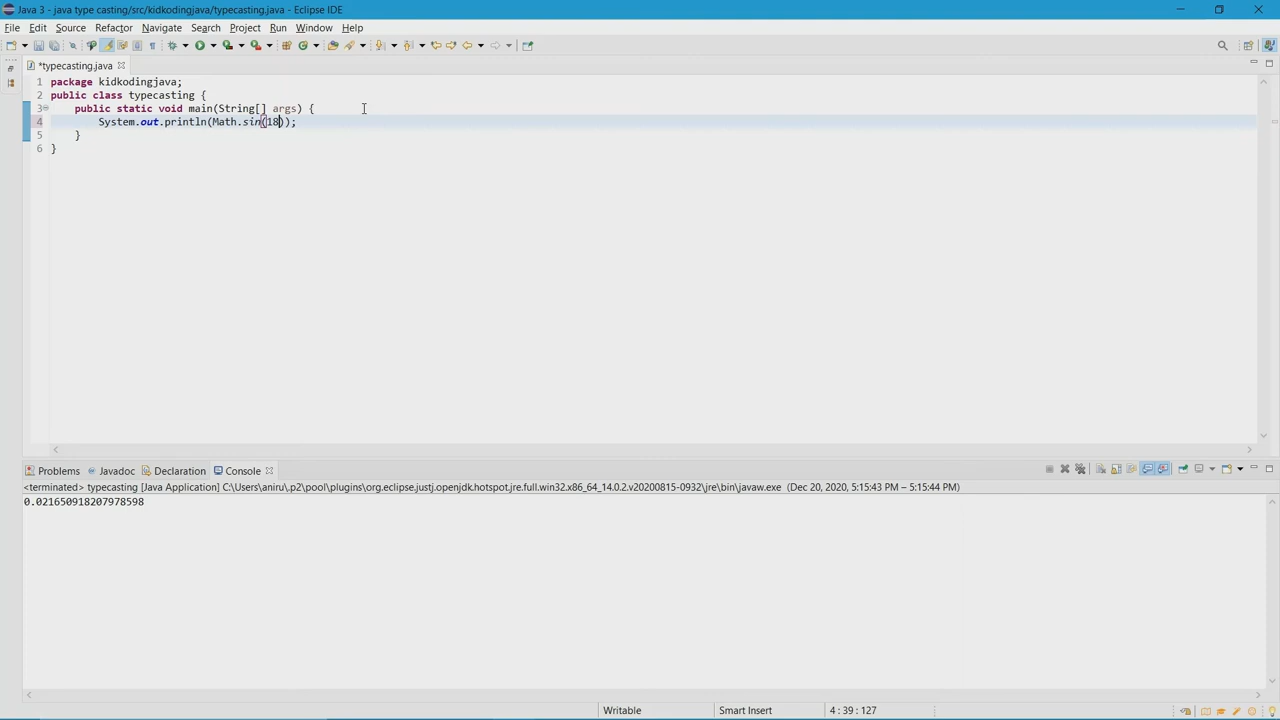 Java 3 - java type casting/src/kidkodingjava/typecasting.java - Eclipse IDE
File Edit Source Refactor Navigate Search Project Run Window Help
*typecasting.java
1 package kidkodingjava;
2 public class typecasting {
3 public static void main(String[] args) {
4 System.out.println(Math.sin(18));
5 }
6 }
Problems Javadoc Declaration Console
<terminated> typecasting [Java Application] C:\Users\aniru\.p2\pool\plugins\org.eclipse.justj.openjdk.hotspot.jre.full.win32.x86_64_14.0.2.v20200815-0932\jre\bin\javaw.exe (Dec 20, 2020, 5:15:43 PM – 5:15:44 PM)
0.021650918207978598
Writable Smart Insert 4 : 39 : 127